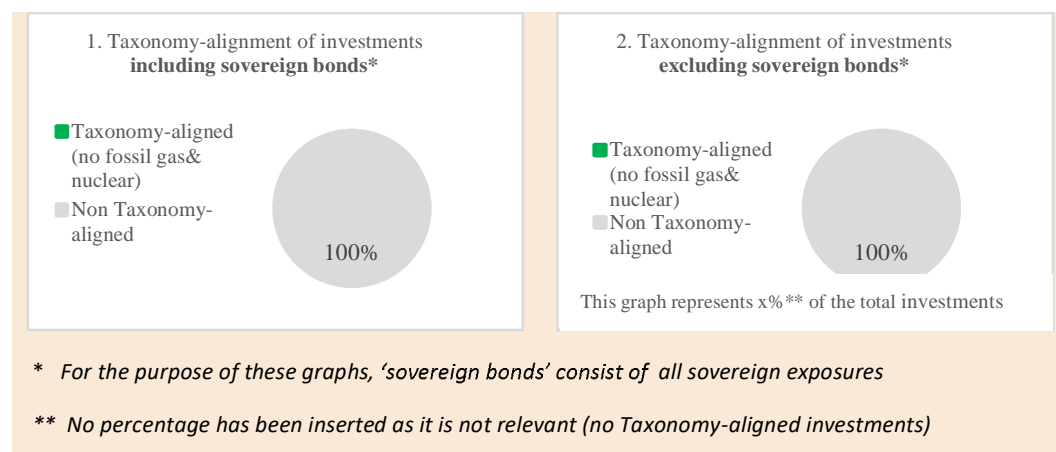 1. Taxonomy-alignment of investments
including sovereign bonds*
Taxonomy-aligned
(no fossil gas&
nuclear)
Non Taxonomy-
aligned
100%
2. Taxonomy-alignment of investments
excluding sovereign bonds*
Taxonomy-aligned
(no fossil gas&
nuclear)
Non Taxonomy-
aligned
100%
This graph represents x%** of the total investments
* For the purpose of these graphs, ‘sovereign bonds’ consist of all sovereign exposures
** No percentage has been inserted as it is not relevant (no Taxonomy-aligned investments)